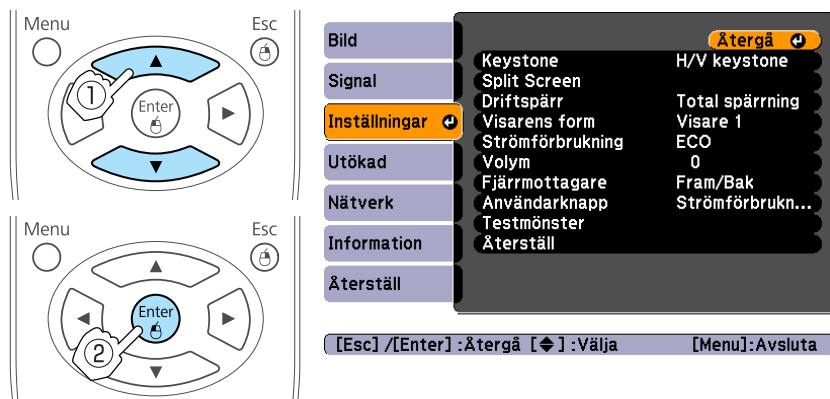 Menu Esc
1
Enter
Menu Esc
Enter
2
Bild
Signal
Inställningar
Utökad
Nätverk
Information
Återställ
Återgå
Keystone H/V keystone
Split Screen
Driftspärr Total spärrning
Visarens form Visare 1
Strömförbrukning ECO
Volym 0
Fjärrmottagare Fram/Bak
Användarknapp Strömförbrukn...
Testmönster
Återställ
[Esc] /[Enter] :Återgå [◆] :Välja [Menu]:Avsluta